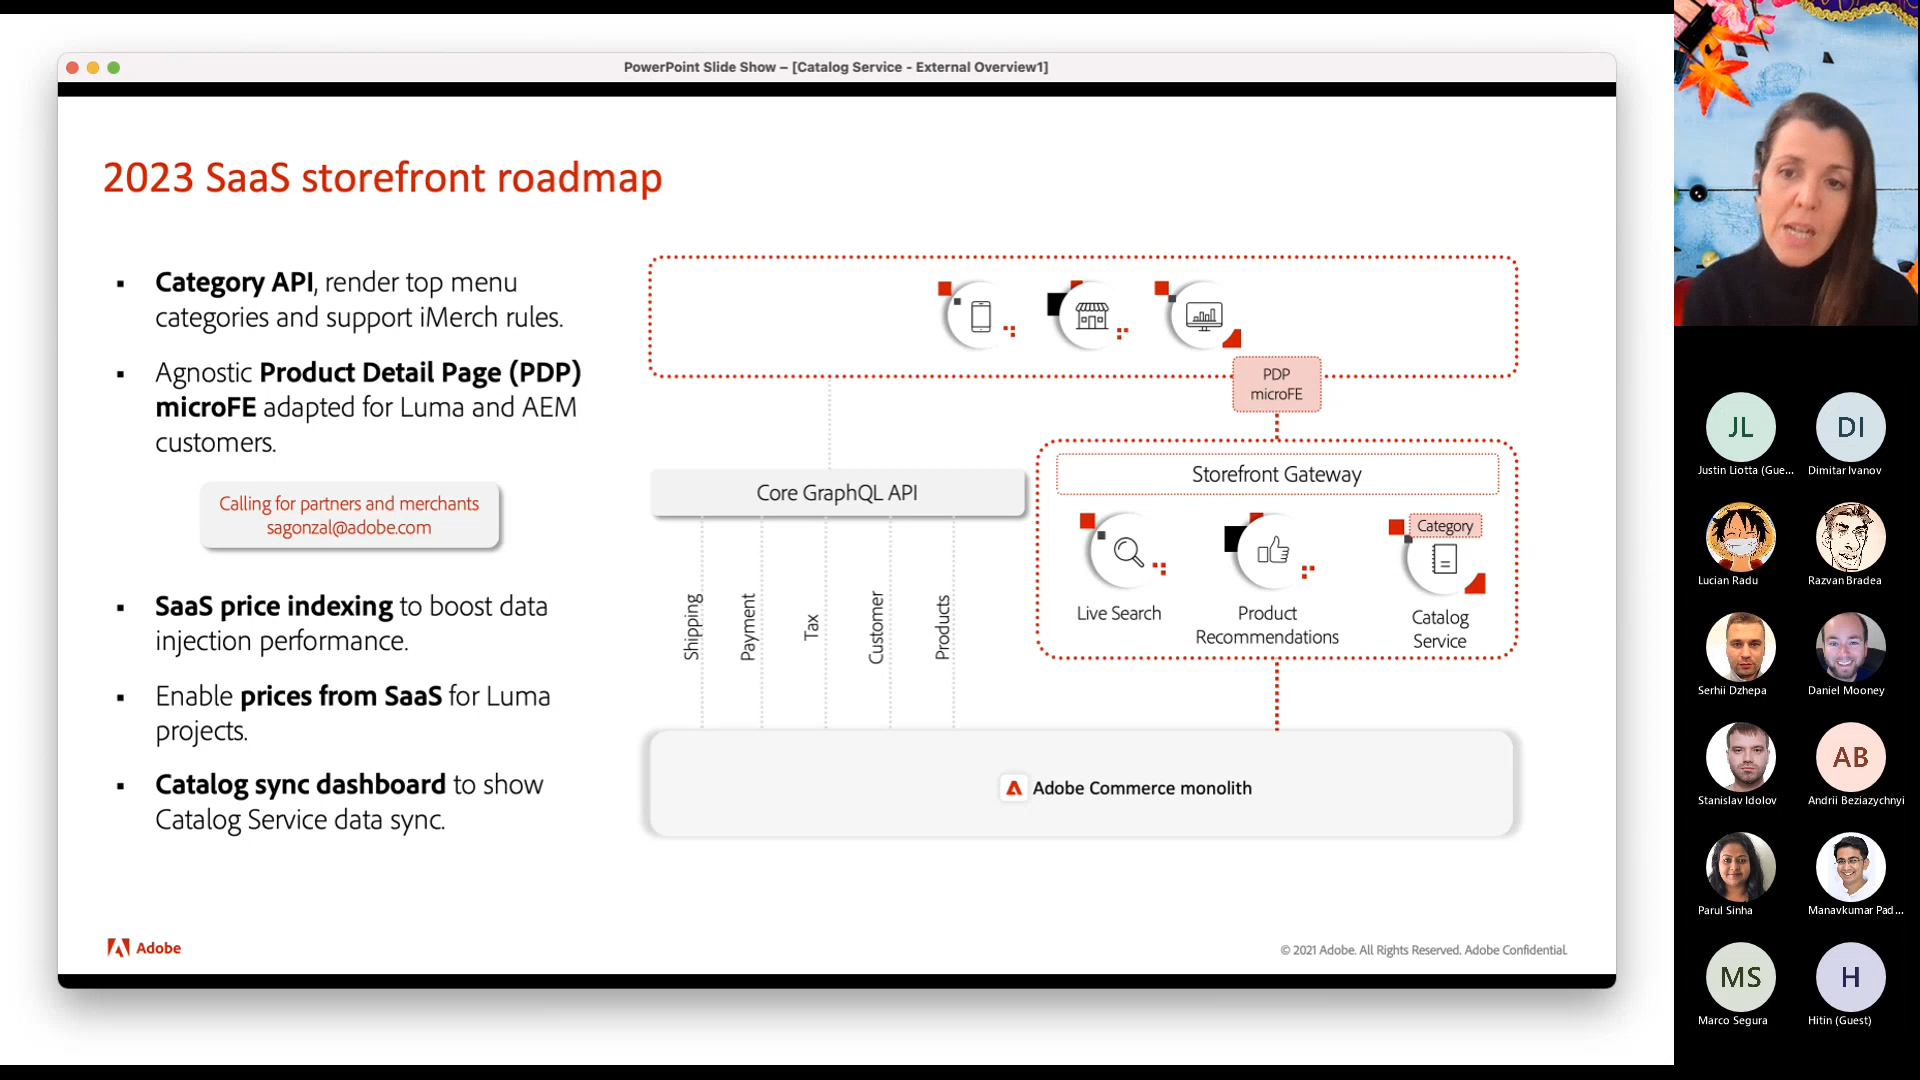 PowerPoint Slide Show – [Catalog Service - External Overview1]
2023 SaaS storefront roadmap
▪ Category API, render top menu
categories and support iMerch rules.
▪ Agnostic Product Detail Page (PDP)
microFE adapted for Luma and AEM
customers.
Calling for partners and merchants
sagonzal@adobe.com
▪ SaaS price indexing to boost data
injection performance.
▪ Enable prices from SaaS for Luma
projects.
▪ Catalog sync dashboard to show
Catalog Service data sync.
PDP
microFE
Core GraphQL API
Shipping
Payment
Tax
Customer
Products
Storefront Gateway
Category
Live Search
Product
Recommendations
Catalog
Service
Adobe Commerce monolith
Adobe
© 2021 Adobe. All Rights Reserved. Adobe Confidential.
JL
Justin Liotta (Gue...
DI
Dimitar Ivanov
Lucian Radu
Razvan Bradea
Serhii Dzhepa
Daniel Mooney
Stanislav Idolov
AB
Andrii Beziazychnyi
Parul Sinha
Manavkumar Pad...
MS
Marco Segura
H
Hitin (Guest)